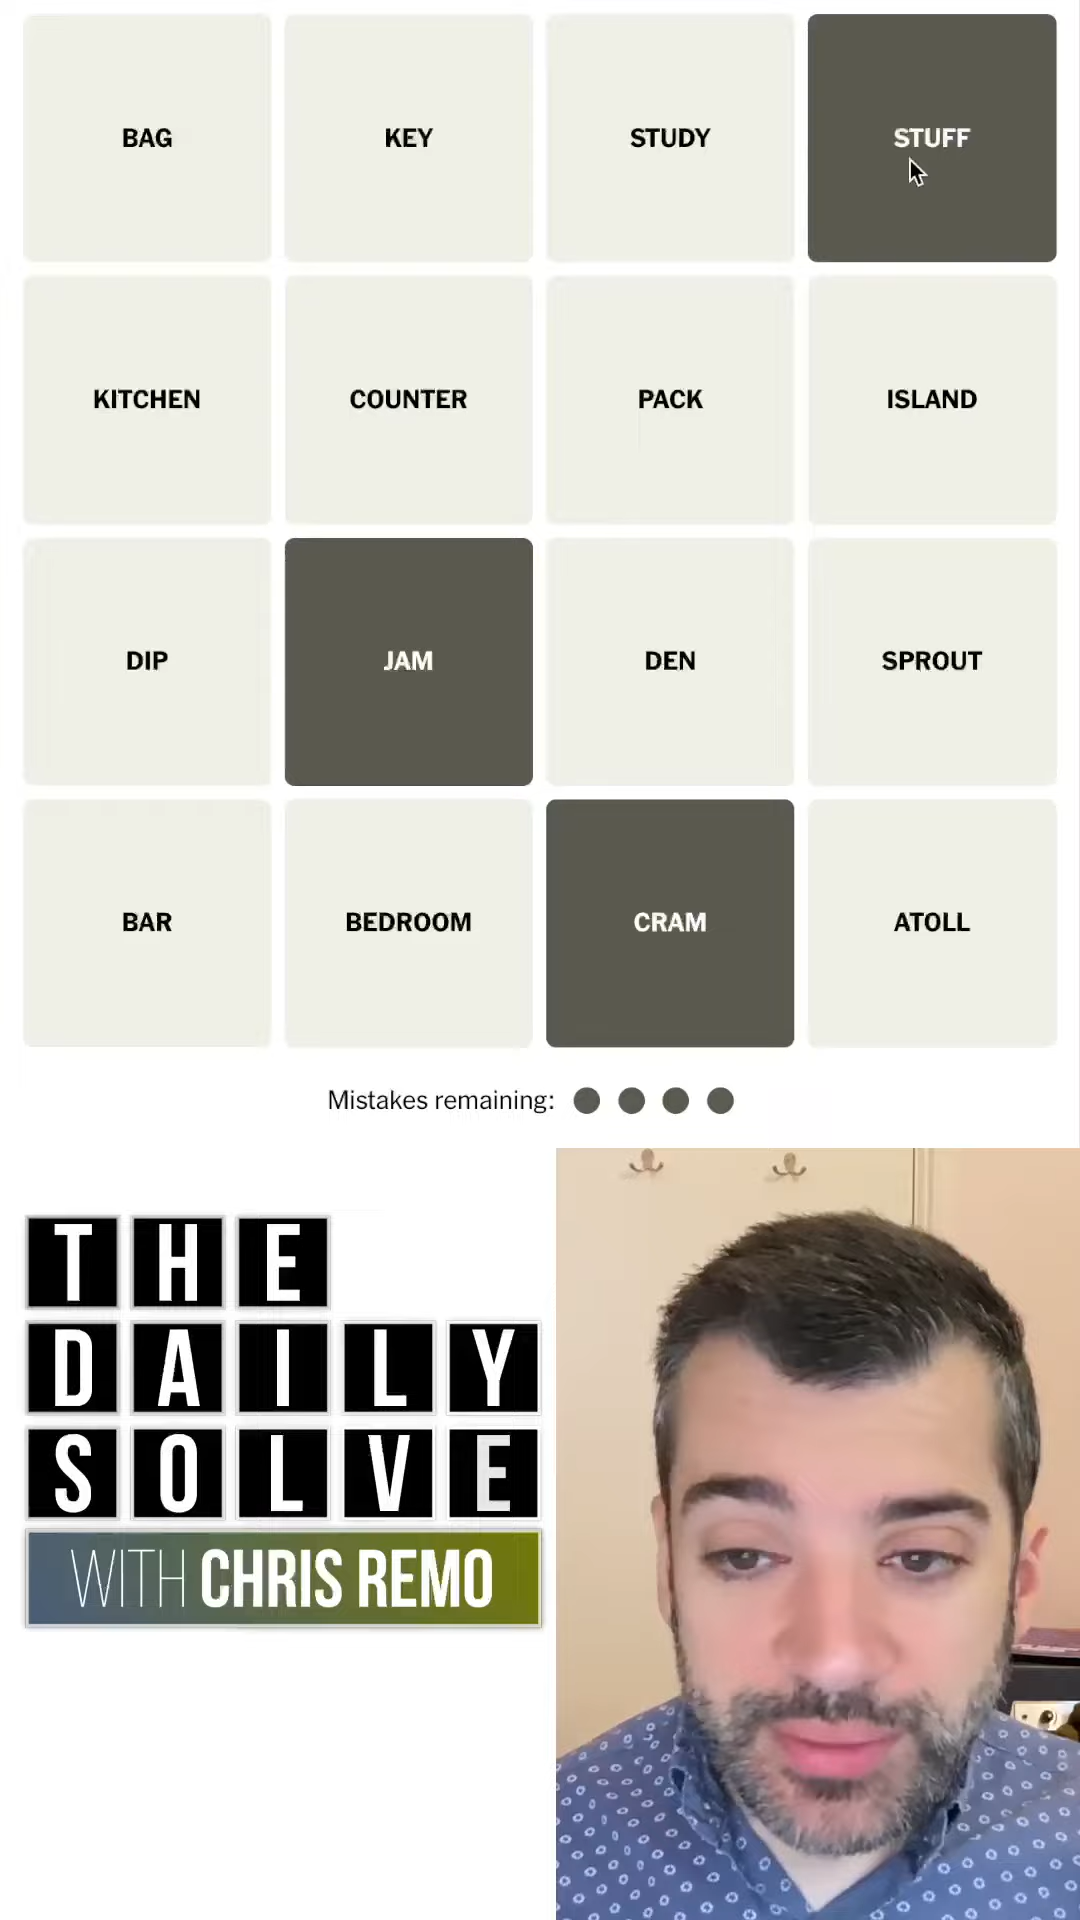 BAG KEY STUDY STUFF
KITCHEN COUNTER PACK ISLAND
DIP JAM DEN SPROUT
BAR BEDROOM CRAM ATOLL
Mistakes remaining:
THE
DAILY
SOLVE
WITH CHRIS REMO